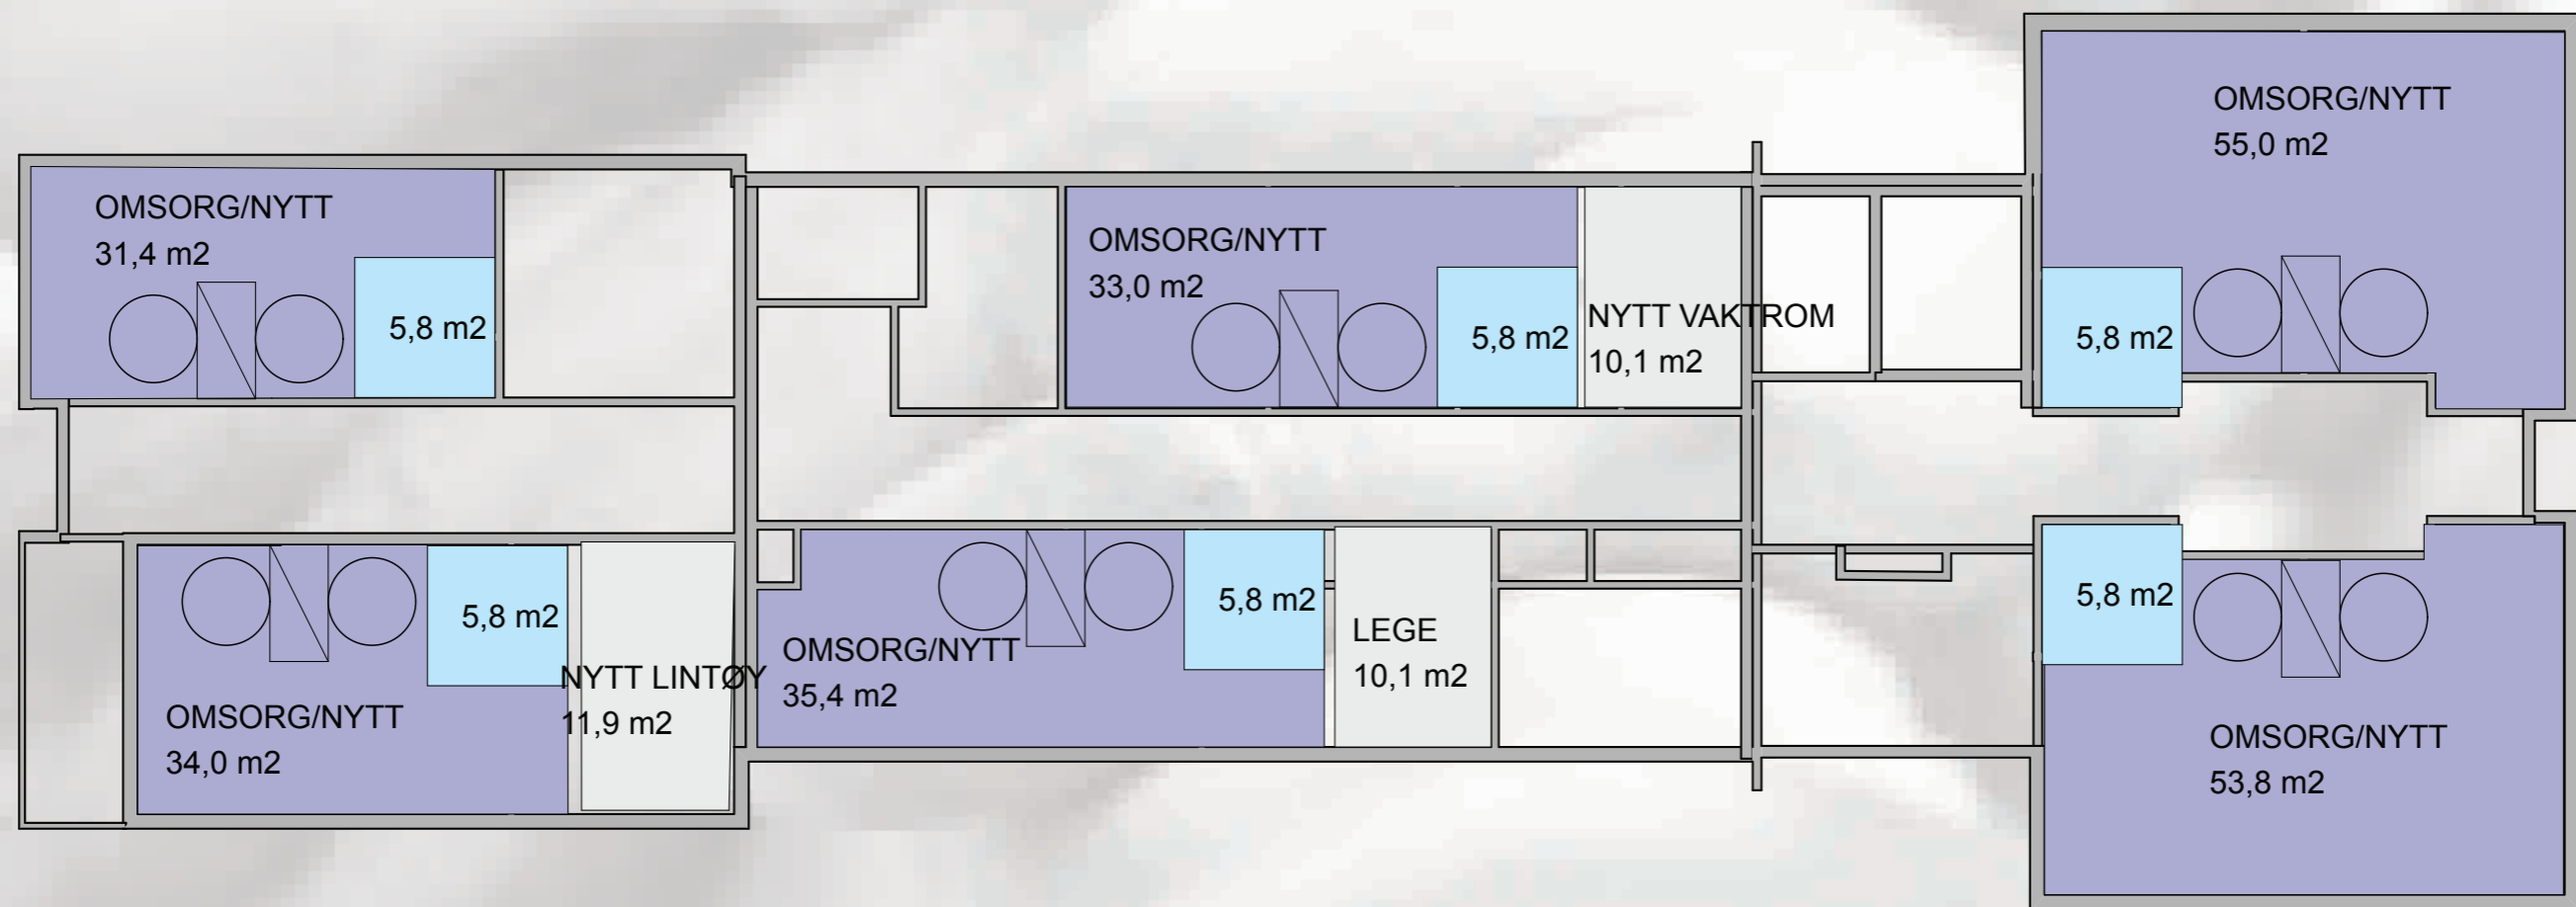 OMSORG/NYTT
31,4 m2
5,8 m2
OMSORG/NYTT
33,0 m2
5,8 m2
NYTT VAKTROM
10,1 m2
OMSORG/NYTT
55,0 m2
5,8 m2
5,8 m2
OMSORG/NYTT
34,0 m2
NYTT LINTØY
11,9 m2
OMSORG/NYTT
35,4 m2
5,8 m2
LEGE
10,1 m2
5,8 m2
OMSORG/NYTT
53,8 m2